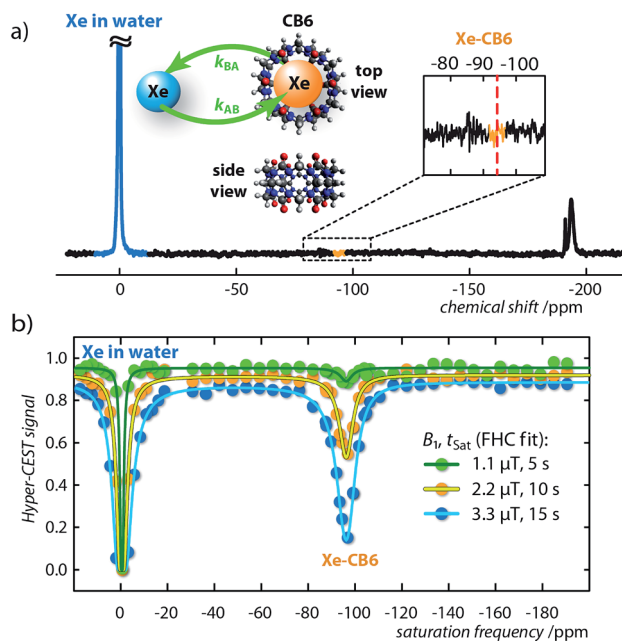 a)
Xe in water
CB6
Xe
k_BA
k_AB
Xe
top
view
side
view
Xe-CB6
-80 -90 -100
0 -50 -100 -150 -200
chemical shift /ppm
b)
Xe in water
Hyper-CEST signal
1.0
0.8
0.6
0.4
0.2
0.0
B1, tSat (FHC fit):
1.1 μT, 5 s
2.2 μT, 10 s
3.3 μT, 15 s
Xe-CB6
0 -20 -40 -60 -80 -100 -120 -140 -160 -180
saturation frequency /ppm